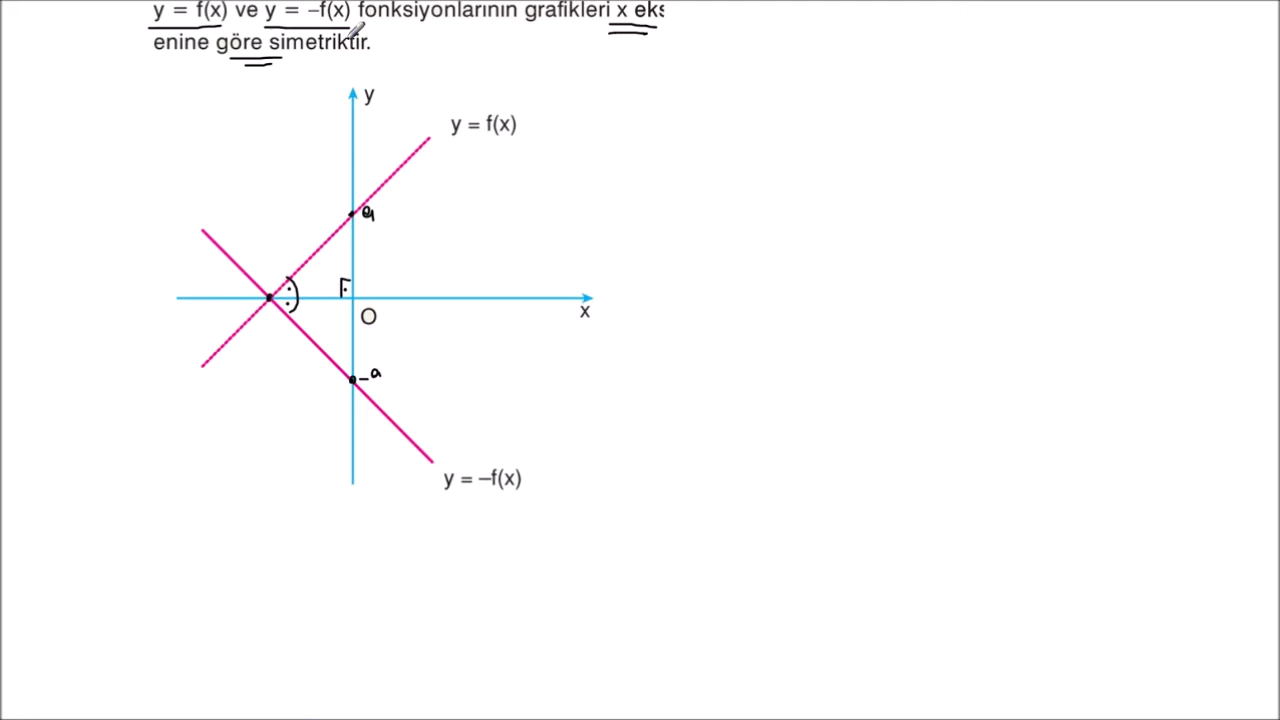 y = f(x) ve y = –f(x) fonksiyonlarının grafikleri x eks
enine göre simetriktir.
y
y = f(x)
a
O
x
-a
y = –f(x)